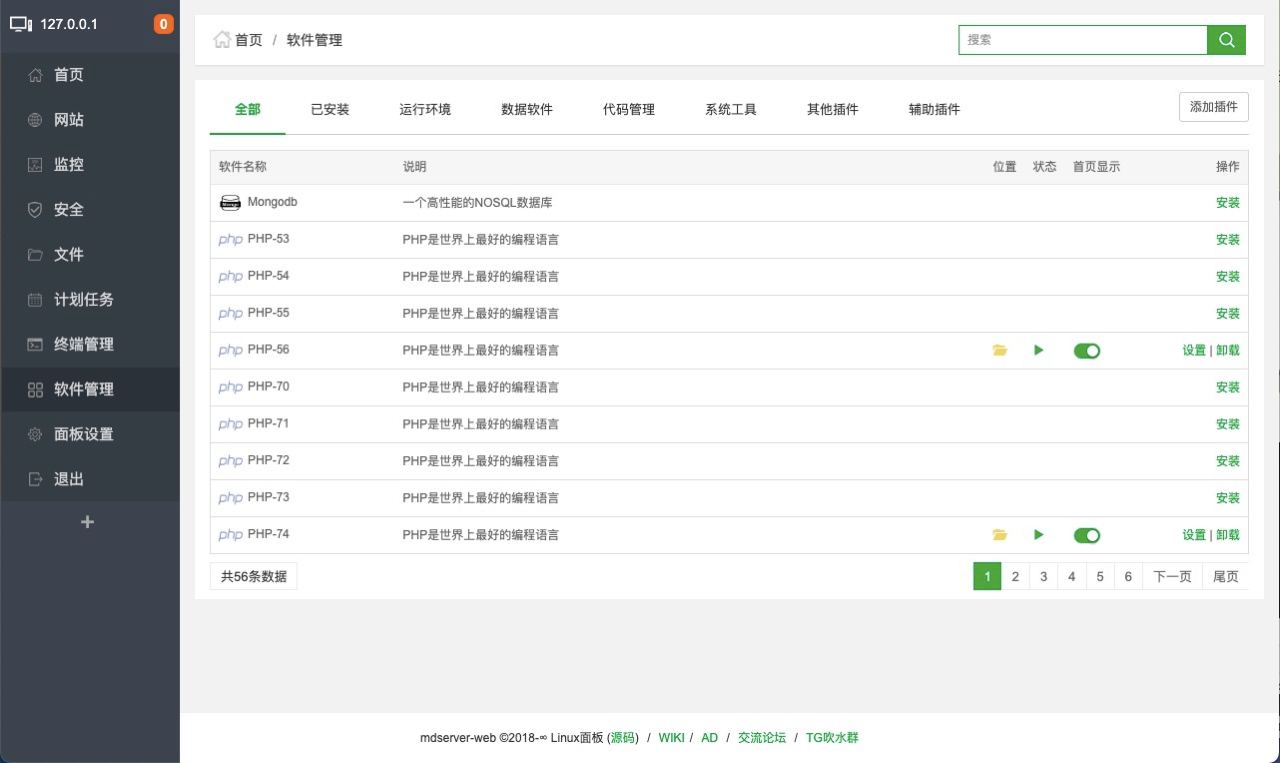 127.0.0.1 0
首页
网站
监控
安全
文件
计划任务
终端管理
软件管理
面板设置
退出
+
首页 / 软件管理
搜索
全部 已安装 运行环境 数据软件 代码管理 系统工具 其他插件 辅助插件 添加插件
软件名称 说明 位置 状态 首页显示 操作
Mongo Mongodb 一个高性能的NOSQL数据库 安装
php PHP-53 PHP是世界上最好的编程语言 安装
php PHP-54 PHP是世界上最好的编程语言 安装
php PHP-55 PHP是世界上最好的编程语言 安装
php PHP-56 PHP是世界上最好的编程语言 设置 | 卸载
php PHP-70 PHP是世界上最好的编程语言 安装
php PHP-71 PHP是世界上最好的编程语言 安装
php PHP-72 PHP是世界上最好的编程语言 安装
php PHP-73 PHP是世界上最好的编程语言 安装
php PHP-74 PHP是世界上最好的编程语言 设置 | 卸载
共56条数据 1 2 3 4 5 6 下一页 尾页
mdserver-web ©2018-∞ Linux面板 (源码) / WIKI / AD / 交流论坛 / TG吹水群